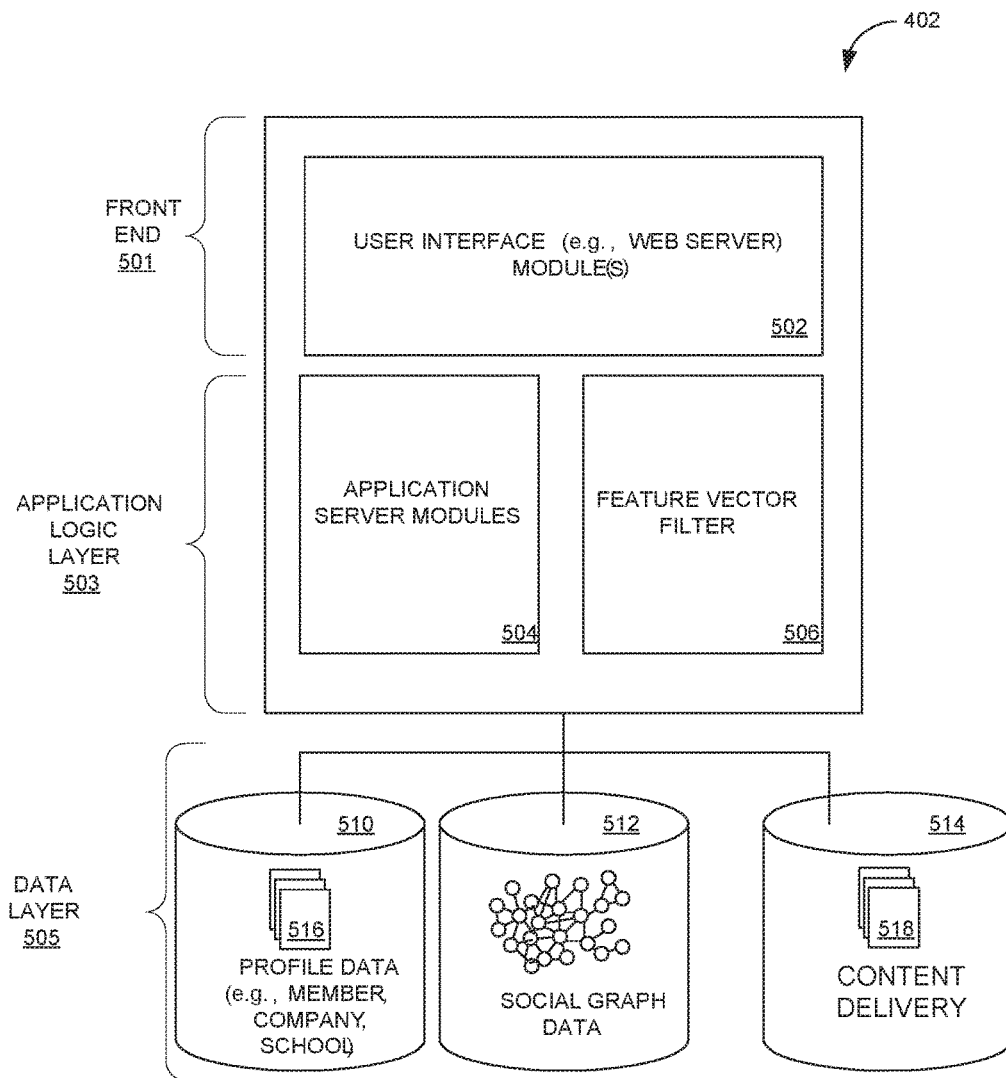 402
FRONT
END
501
USER INTERFACE (e.g., WEB SERVER)
MODULE(S)
502
APPLICATION
LOGIC
LAYER
503
APPLICATION
SERVER MODULES
504
FEATURE VECTOR
FILTER
506
DATA
LAYER
505
510
516
PROFILE DATA
(e.g., MEMBER,
COMPANY,
SCHOOL)
512
SOCIAL GRAPH
DATA
514
518
CONTENT
DELIVERY